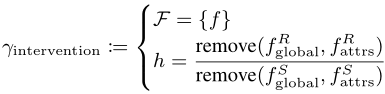 γ_intervention := { 𝓕 = {f}
h = remove(f^R_global, f^R_attrs) / remove(f^S_global, f^S_attrs)